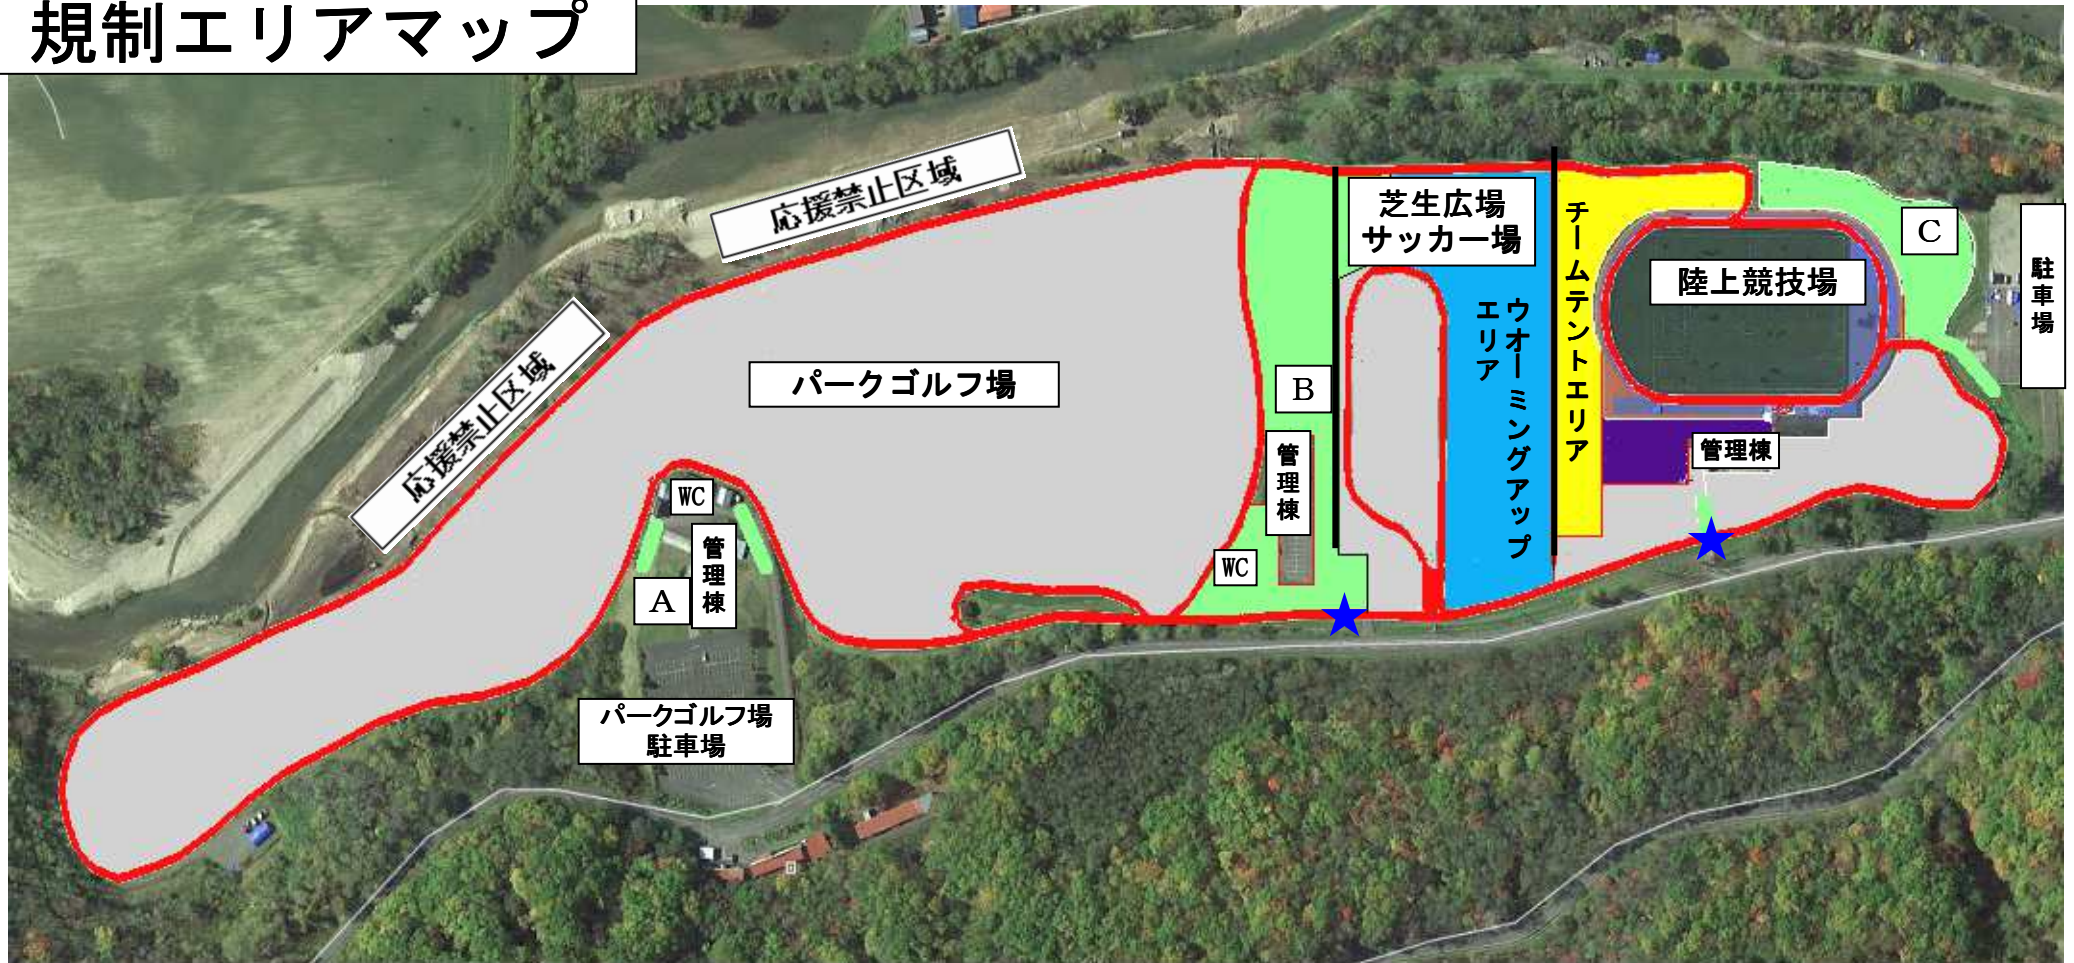 規制エリアマップ
応援禁止区域
応援禁止区域
パークゴルフ場
WC
管理棟
A
パークゴルフ場
駐車場
B
管理棟
WC
芝生広場
サッカー場
ウオーミングアップ
エリア
チームテントエリア
陸上競技場
管理棟
C
駐車場